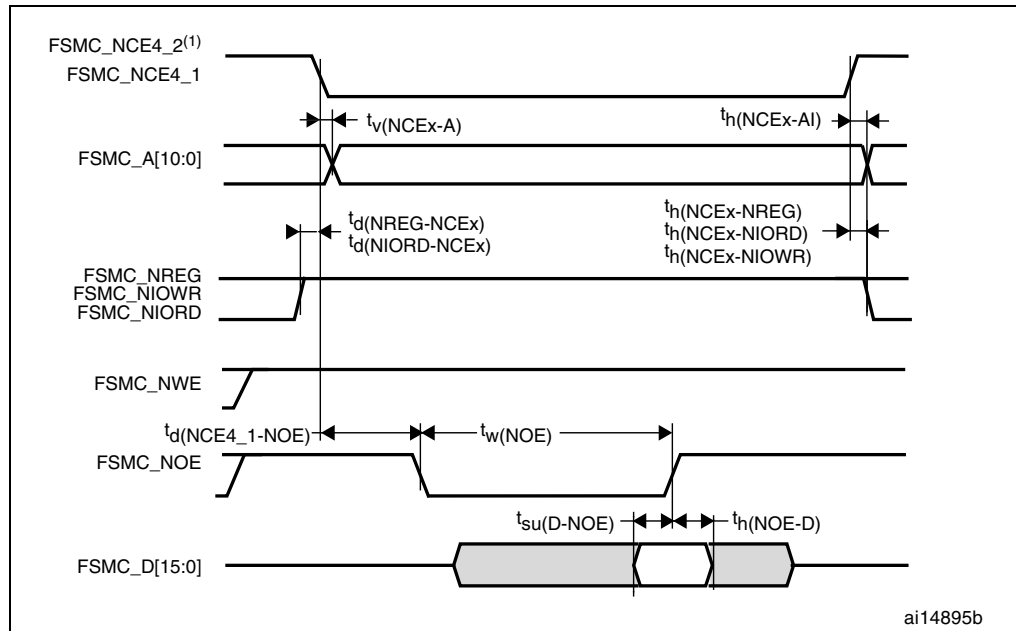 FSMC_NCE4_2(1)
FSMC_NCE4_1
tv(NCEx-A)
th(NCEx-AI)
FSMC_A[10:0]
td(NREG-NCEx)
td(NIORD-NCEx)
th(NCEx-NREG)
th(NCEx-NIORD)
th(NCEx-NIOWR)
FSMC_NREG
FSMC_NIOWR
FSMC_NIORD
FSMC_NWE
td(NCE4_1-NOE)
tw(NOE)
FSMC_NOE
tsu(D-NOE)
th(NOE-D)
FSMC_D[15:0]
ai14895b